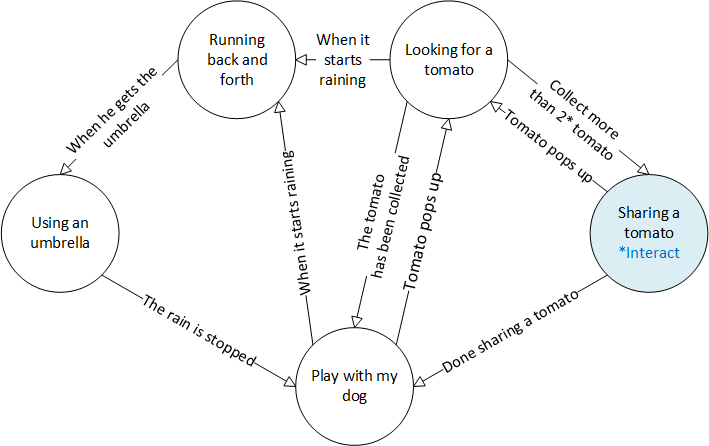 Running
back and
forth
When it
starts
raining
Looking for a
tomato
Collect more
than 2* tomato
Tomato pops up
When he gets the
umbrella
Using an
umbrella
When it starts raining
The tomato
has been collected
Tomato pops up
Sharing a
tomato
*Interact
The rain is stopped
Done sharing a tomato
Play with my
dog